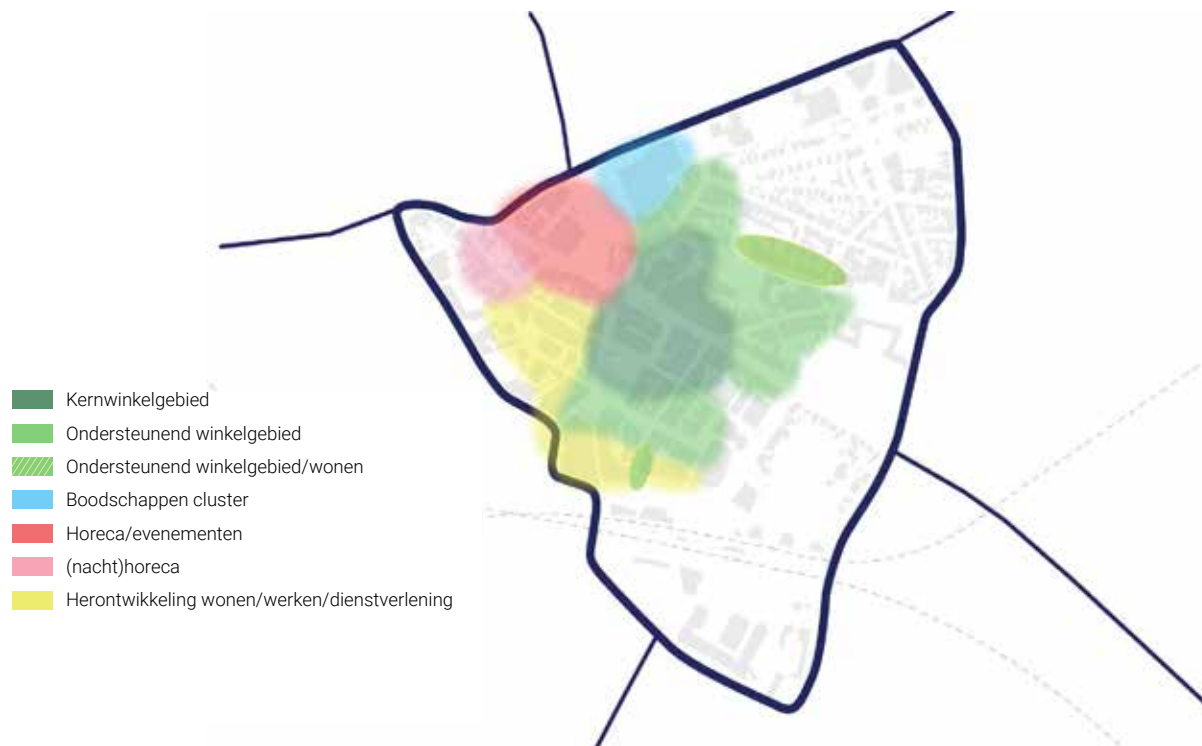 Kernwinkelgebied
Ondersteunend winkelgebied
Ondersteunend winkelgebied/wonen
Boodschappen cluster
Horeca/evenementen
(nacht)horeca
Herontwikkeling wonen/werken/dienstverlening